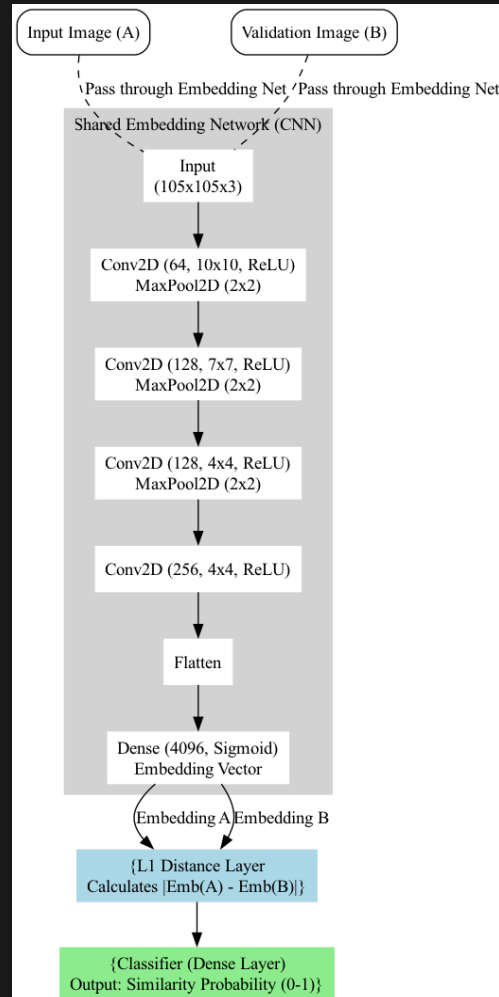 Input Image (A)
Validation Image (B)
Pass through Embedding Net
Pass through Embedding Net
Shared Embedding Network (CNN)
Input
(105x105x3)
Conv2D (64, 10x10, ReLU)
MaxPool2D (2x2)
Conv2D (128, 7x7, ReLU)
MaxPool2D (2x2)
Conv2D (128, 4x4, ReLU)
MaxPool2D (2x2)
Conv2D (256, 4x4, ReLU)
Flatten
Dense (4096, Sigmoid)
Embedding Vector
Embedding A
Embedding B
{L1 Distance Layer
Calculates |Emb(A) - Emb(B)|}
{Classifier (Dense Layer)
Output: Similarity Probability (0-1)}